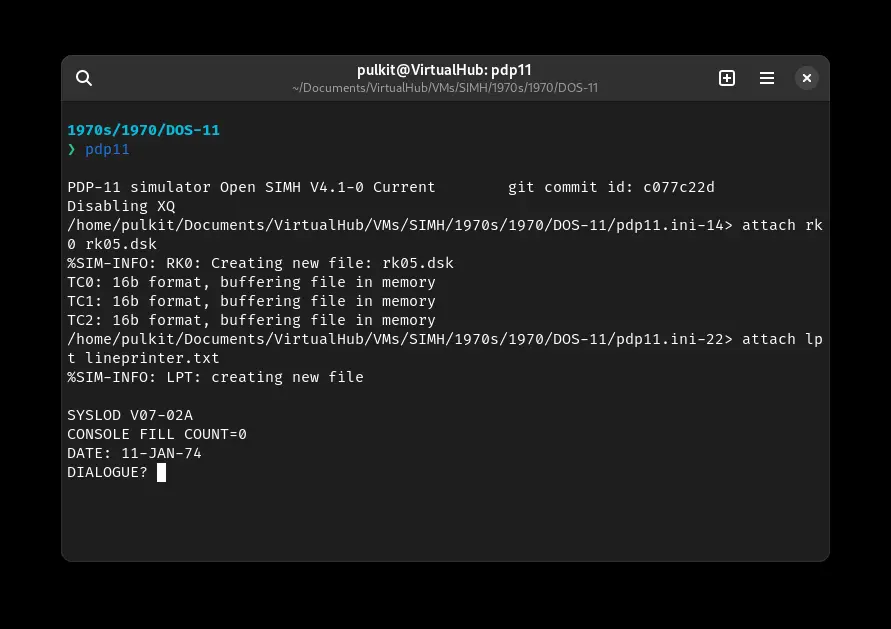 pulkit@VirtualHub: pdp11
~/Documents/VirtualHub/VMs/SIMH/1970s/1970/DOS-11
1970s/1970/DOS-11
❯ pdp11
PDP-11 simulator Open SIMH V4.1-0 Current        git commit id: c077c22d
Disabling XQ
/home/pulkit/Documents/VirtualHub/VMs/SIMH/1970s/1970/DOS-11/pdp11.ini-14> attach rk
0 rk05.dsk
%SIM-INFO: RK0: Creating new file: rk05.dsk
TC0: 16b format, buffering file in memory
TC1: 16b format, buffering file in memory
TC2: 16b format, buffering file in memory
/home/pulkit/Documents/VirtualHub/VMs/SIMH/1970s/1970/DOS-11/pdp11.ini-22> attach lp
t lineprinter.txt
%SIM-INFO: LPT: creating new file
SYSLOD V07-02A
CONSOLE FILL COUNT=0
DATE: 11-JAN-74
DIALOGUE?